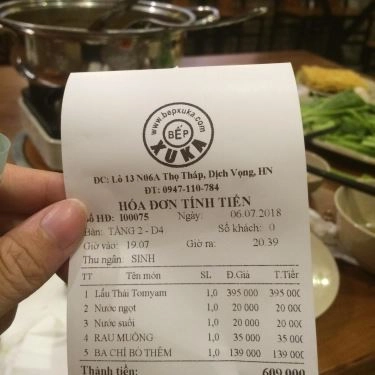 www.bepxuka.com
BẾP
XUKA
ĐC: Lô 13 N06A Thọ Tháp, Dịch Vọng, HN
ĐT: 0947-110-784
HÓA ĐƠN TÍNH TIỀN
Số HĐ: I00075 Ngày: 06.07.2018
Bàn: TẦNG 2 - D4 Số khách: 0
Giờ vào: 19.07 Giờ ra: 20.39
Thu ngân: SINH
TT Tên món SL Đ.Giá T.Tiền
1 Lẩu Thái Tomyam 1,0 395 000 395 000
2 Nước ngọt 1,0 20 000 20 000
3 Nước suối 1,0 20 000 20 000
4 RAU MUỐNG 1,0 35 000 35 000
5 BA CHỈ BÒ THÊM 1,0 139 000 139 000
Thành tiền: 609 000